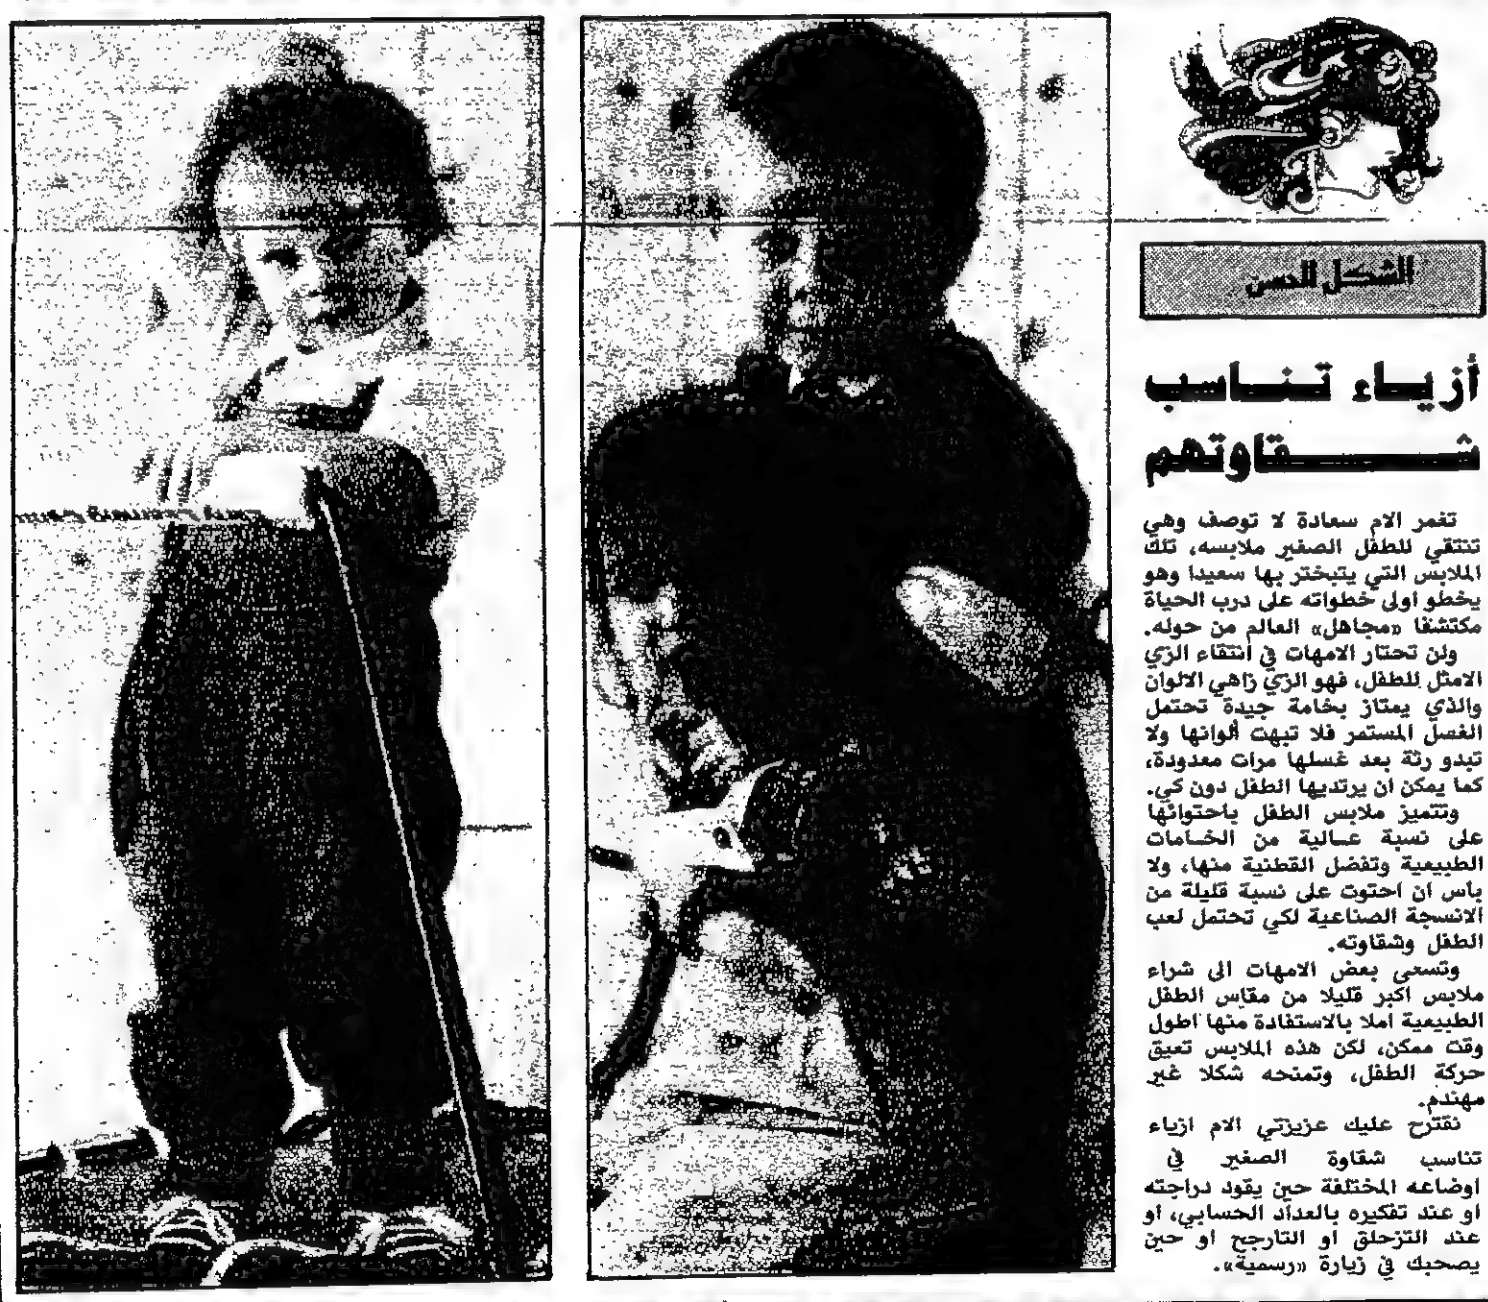 الشكل الحسن
أزياء تناسب
شقاوتهم
تغمر الام سعادة لا توصف وهي
تنتقي للطفل الصغير ملابسه، تلك
الملابس التي يتبختر بها سعيدا وهو
يخطو اولى خطواته على درب الحياة
مكتشفا «مجاهل» العالم من حوله.
ولن تحتار الامهات في انتقاء الزي
الامثل للطفل، فهو الزي زاهي الالوان
والذي يمتاز بخامة جيدة تحتمل
الغسل المستمر فلا تبهت ألوانها ولا
تبدو رثة بعد غسلها مرات معدودة،
كما يمكن ان يرتديها الطفل دون كي.
وتتميز ملابس الطفل باحتوائها
على نسبة عالية من الخامات
الطبيعية وتفضل القطنية منها، ولا
باس ان احتوت على نسبة قليلة من
الانسجة الصناعية لكي تحتمل لعب
الطفل وشقاوته.
وتسعى بعض الامهات الى شراء
ملابس اكبر قليلا من مقاس الطفل
الطبيعية املا بالاستفادة منها اطول
وقت ممكن، لكن هذه الملابس تعيق
حركة الطفل، وتمنحه شكلا غير
مهندم.
نقترح عليك عزيزتي الام ازياء
تناسب شقاوة الصغير في
اوضاعه المختلفة حين يقود دراجته
او عند تفكيره بالعداد الحسابي، او
عند التزحلق او التارجح او حين
يصحبك في زيارة «رسمية».